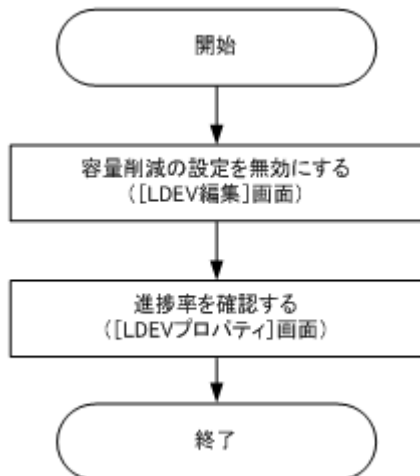 開始
容量削減の設定を無効にする
（[LDEV編集]画面）
進捗率を確認する
（[LDEVプロパティ]画面）
終了